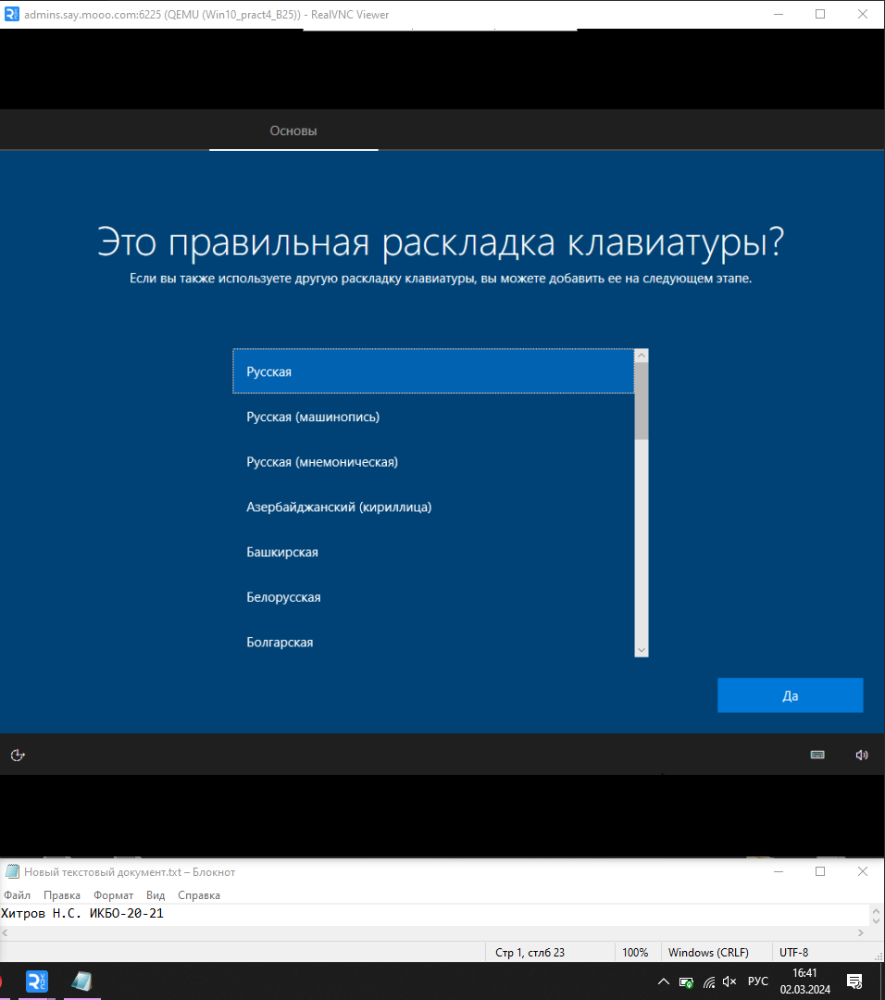 admins.say.mooo.com:6225 (QEMU (Win10_pract4_B25)) - RealVNC Viewer
Основы
Это правильная раскладка клавиатуры?
Если вы также используете другую раскладку клавиатуры, вы можете добавить ее на следующем этапе.
Русская
Русская (машинопись)
Русская (мнемоническая)
Азербайджанский (кириллица)
Башкирская
Белорусская
Болгарская
Да
Новый текстовый документ.txt – Блокнот
Файл Правка Формат Вид Справка
Хитров Н.С. ИКБО-20-21
Стр 1, стлб 23 100% Windows (CRLF) UTF-8
РУС 16:41
02.03.2024